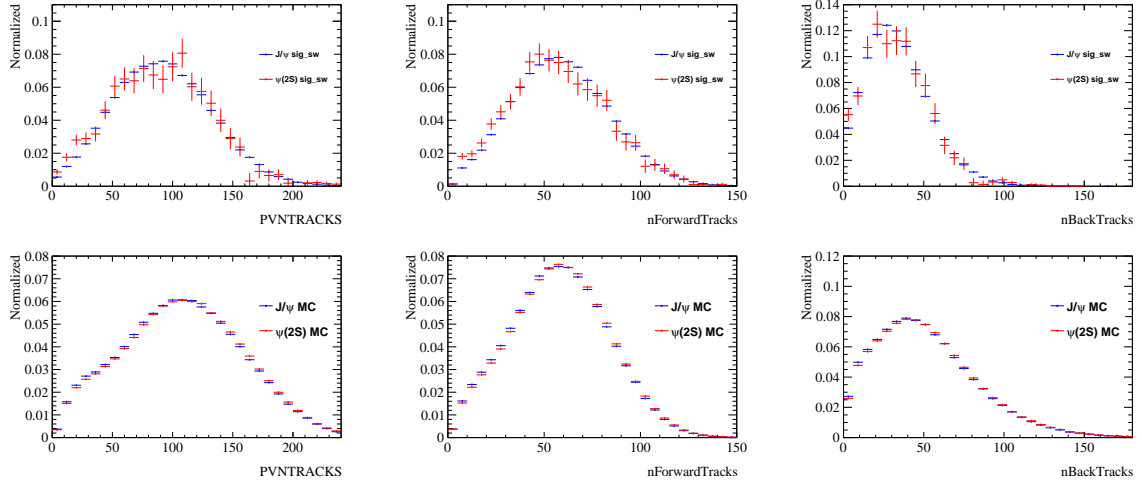 Normalized
0.1
0.08
0.06
0.04
0.02
0
J/ψ sig_sw
ψ(2S) sig_sw
0 50 100 150 200
PVNTRACKS
Normalized
0.1
0.08
0.06
0.04
0.02
0
J/ψ sig_sw
ψ(2S) sig_sw
0 50 100 150
nForwardTracks
Normalized
0.14
0.12
0.1
0.08
0.06
0.04
0.02
0
J/ψ sig_sw
ψ(2S) sig_sw
0 50 100 150
nBackTracks
Normalized
0.08
0.07
0.06
0.05
0.04
0.03
0.02
0.01
0
J/ψ MC
ψ(2S) MC
0 50 100 150 200
PVNTRACKS
Normalized
0.08
0.07
0.06
0.05
0.04
0.03
0.02
0.01
0
J/ψ MC
ψ(2S) MC
0 50 100 150
nForwardTracks
Normalized
0.12
0.1
0.08
0.06
0.04
0.02
0
J/ψ MC
ψ(2S) MC
0 50 100 150
nBackTracks